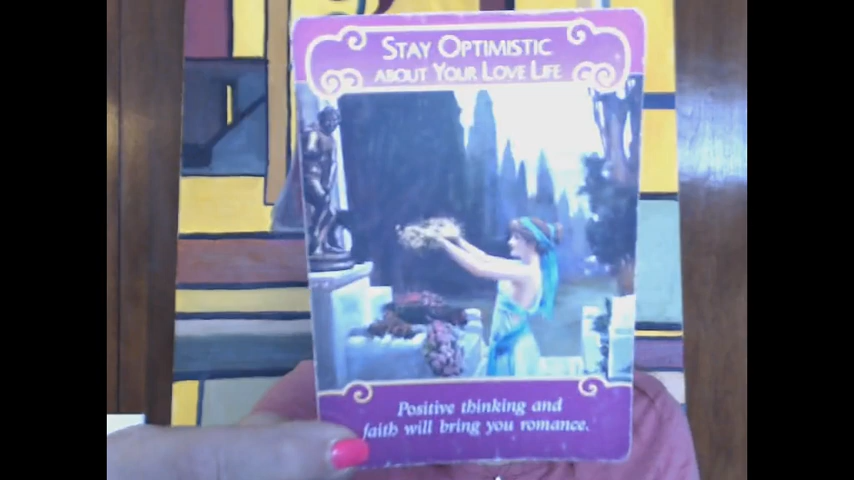 STAY OPTIMISTIC
ABOUT YOUR LOVE LIFE
Positive thinking and
faith will bring you romance.